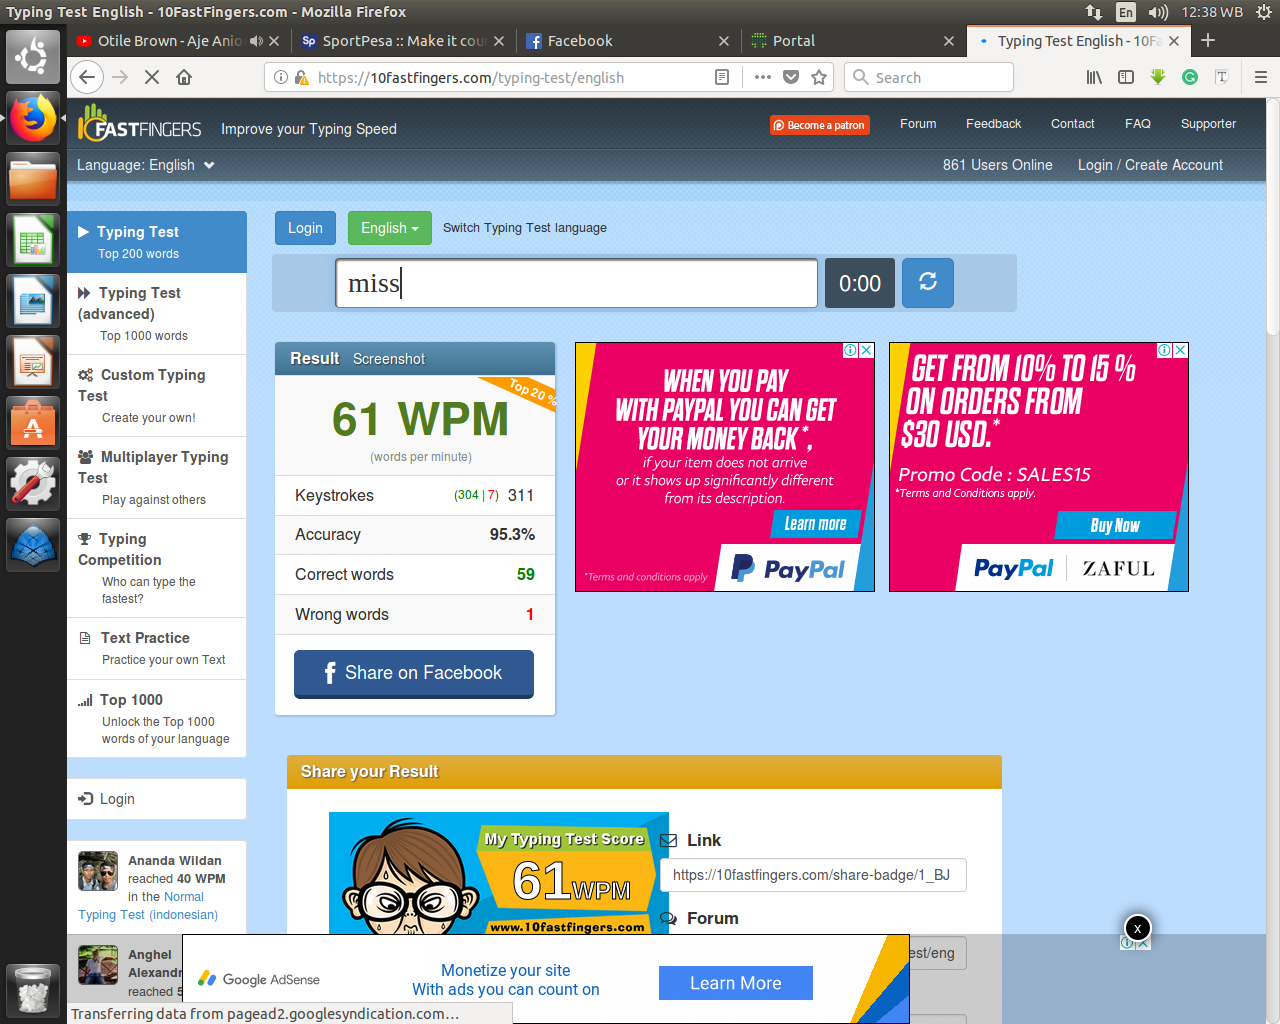 Typing Test English - 10FastFingers.com - Mozilla Firefox
En
12:38 WB
Otile Brown - Aje Anio
Sp SportPesa :: Make it cou
Facebook
Portal
Typing Test English - 10Fa
https://10fastfingers.com/typing-test/english
Search
10FASTFINGERS
Improve your Typing Speed
Become a patron
Forum
Feedback
Contact
FAQ
Supporter
Language: English
861 Users Online
Login / Create Account
Typing Test
Top 200 words
Typing Test
(advanced)
Top 1000 words
Custom Typing
Test
Create your own!
Multiplayer Typing
Test
Play against others
Typing
Competition
Who can type the
fastest?
Text Practice
Practice your own Text
Top 1000
Unlock the Top 1000
words of your language
Login
Ananda Wildan
reached 40 WPM
in the Normal
Typing Test (indonesian)
Anghel
Alexandr
reached 5
Login
English
Switch Typing Test language
miss
0:00
Result Screenshot
Top 20 %
61 WPM
(words per minute)
Keystrokes (304 | 7) 311
Accuracy 95.3%
Correct words 59
Wrong words 1
Share on Facebook
WHEN YOU PAY
WITH PAYPAL YOU CAN GET
YOUR MONEY BACK*,
if your item does not arrive
or it shows up significantly different
from its description.
Learn more
*Terms and conditions apply
PayPal
GET FROM 10% TO 15 %
ON ORDERS FROM
$30 USD.*
Promo Code : SALES15
*Terms and Conditions apply.
Buy Now
PayPal | ZAFUL
Share your Result
My Typing Test Score
61 WPM
www.10fastfingers.com
Link
https://10fastfingers.com/share-badge/1_BJ
Forum
est/eng
x
Google AdSense
Monetize your site
With ads you can count on
Learn More
Transferring data from pagead2.googlesyndication.com...